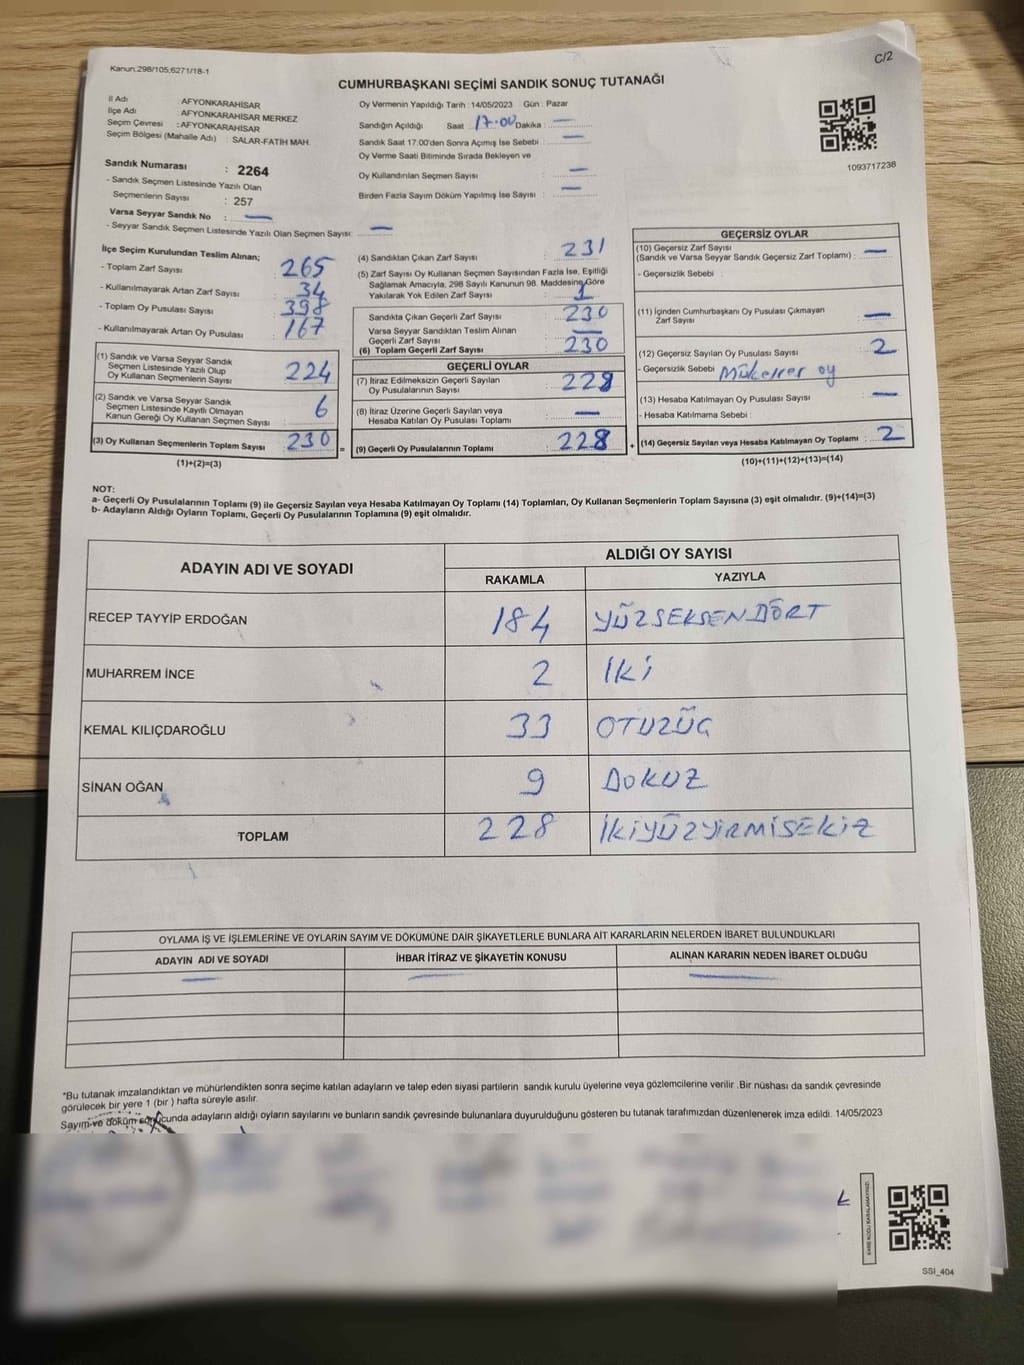 C/2
Kanun:298/105;6271/18-1
CUMHURBAŞKANI SEÇİMİ SANDIK SONUÇ TUTANAĞI
İl Adı : AFYONKARAHİSAR
İlçe Adı : AFYONKARAHİSAR MERKEZ
Seçim Çevresi : AFYONKARAHİSAR
Seçim Bölgesi (Mahalle Adı) : SALAR-FATİH MAH.
Sandık Numarası : 2264
- Sandık Seçmen Listesinde Yazılı Olan
Seçmenlerin Sayısı : 257
Varsa Seyyar Sandık No : —
- Seyyar Sandık Seçmen Listesinde Yazılı Olan Seçmen Sayısı: —
Oy Vermenin Yapıldığı Tarih : 14/05/2023 Gün : Pazar
Sandığın Açıldığı Saat 17.00 Dakika : —
Sandık Saat 17:00'den Sonra Açımış İse Sebebi : —
Oy Verme Saati Bitiminde Sırada Bekleyen ve
Oy Kullandırılan Seçmen Sayısı : —
Birden Fazla Sayım Döküm Yapılmış İse Sayısı : —
1093717238
İlçe Seçim Kurulundan Teslim Alınan;
- Toplam Zarf Sayısı : 265
- Kullanılmayarak Artan Zarf Sayısı : 34
- Toplam Oy Pusulası Sayısı : 398
- Kullanılmayarak Artan Oy Pusulası : 167
(1) Sandık ve Varsa Seyyar Sandık
Seçmen Listesinde Yazılı Olup
Oy Kullanan Seçmenlerin Sayısı : 224
(2) Sandık ve Varsa Seyyar Sandık
Seçmen Listesinde Kayıtlı Olmayan
Kanun Gereği Oy Kullanan Seçmen Sayısı : 6
(3) Oy Kullanan Seçmenlerin Toplam Sayısı : 230
(1)+(2)=(3)
(4) Sandıktan Çıkan Zarf Sayısı : 231
(5) Zarf Sayısı Oy Kullanan Seçmen Sayısından Fazla İse, Eşitliği
Sağlamak Amacıyla, 298 Sayılı Kanunun 98. Maddesine Göre
Yakılarak Yok Edilen Zarf Sayısı : 1
Sandıkta Çıkan Geçerli Zarf Sayısı : 230
Varsa Seyyar Sandıktan Teslim Alınan
Geçerli Zarf Sayısı : —
(6) Toplam Geçerli Zarf Sayısı : 230
GEÇERLİ OYLAR
(7) İtiraz Edilmeksizin Geçerli Sayılan
Oy Pusulalarının Sayısı : 228
(8) İtiraz Üzerine Geçerli Sayılan veya
Hesaba Katılan Oy Pusulası Toplamı : —
= (9) Geçerli Oy Pusulalarının Toplamı : 228 +
GEÇERSİZ OYLAR
(10) Geçersiz Zarf Sayısı
(Sandık ve Varsa Seyyar Sandık Geçersiz Zarf Toplamı) : —
- Geçersizlik Sebebi :
(11) İçinden Cumhurbaşkanı Oy Pusulası Çıkmayan
Zarf Sayısı : —
(12) Geçersiz Sayılan Oy Pusulası Sayısı : 2
- Geçersizlik Sebebi : Mükerrer oy
(13) Hesaba Katılmayan Oy Pusulası Sayısı : —
- Hesaba Katılmama Sebebi :
(14) Geçersiz Sayılan veya Hesaba Katılmayan Oy Toplamı : 2
(10)+(11)+(12)+(13)=(14)
NOT:
a- Geçerli Oy Pusulalarının Toplamı (9) ile Geçersiz Sayılan veya Hesaba Katılmayan Oy Toplamı (14) Toplamları, Oy Kullanan Seçmenlerin Toplam Sayısına (3) eşit olmalıdır. (9)+(14)=(3)
b- Adayların Aldığı Oyların Toplamı, Geçerli Oy Pusulalarının Toplamına (9) eşit olmalıdır.
ADAYIN ADI VE SOYADI ALDIĞI OY SAYISI
RAKAMLA YAZIYLA
RECEP TAYYİP ERDOĞAN 184 YÜZSEKSENDÖRT
MUHARREM İNCE 2 İKİ
KEMAL KILIÇDAROĞLU 33 OTUZÜÇ
SİNAN OĞAN 9 DOKUZ
TOPLAM 228 İKİYÜZYİRMİSEKİZ
OYLAMA İŞ VE İŞLEMLERİNE VE OYLARIN SAYIM VE DÖKÜMÜNE DAİR ŞİKAYETLERLE BUNLARA AİT KARARLARIN NELERDEN İBARET BULUNDUKLARI
ADAYIN ADI VE SOYADI İHBAR İTİRAZ VE ŞİKAYETİN KONUSU ALINAN KARARIN NEDEN İBARET OLDUĞU
— — —
*Bu tutanak imzalandıktan ve mühürlendikten sonra seçime katılan adayların ve talep eden siyasi partilerin sandık kurulu üyelerine veya gözlemcilerine verilir .Bir nüshası da sandık çevresinde
görülecek bir yere 1 (bir ) hafta süreyle asılır.
Sayım ve döküm sonucunda adayların aldığı oyların sayılarını ve bunların sandık çevresinde bulunanlara duyurulduğunu gösteren bu tutanak tarafımızdan düzenlenerek imza edildi. 14/05/2023
KARE KODU KARALAMAYINIZ!
SSI_404